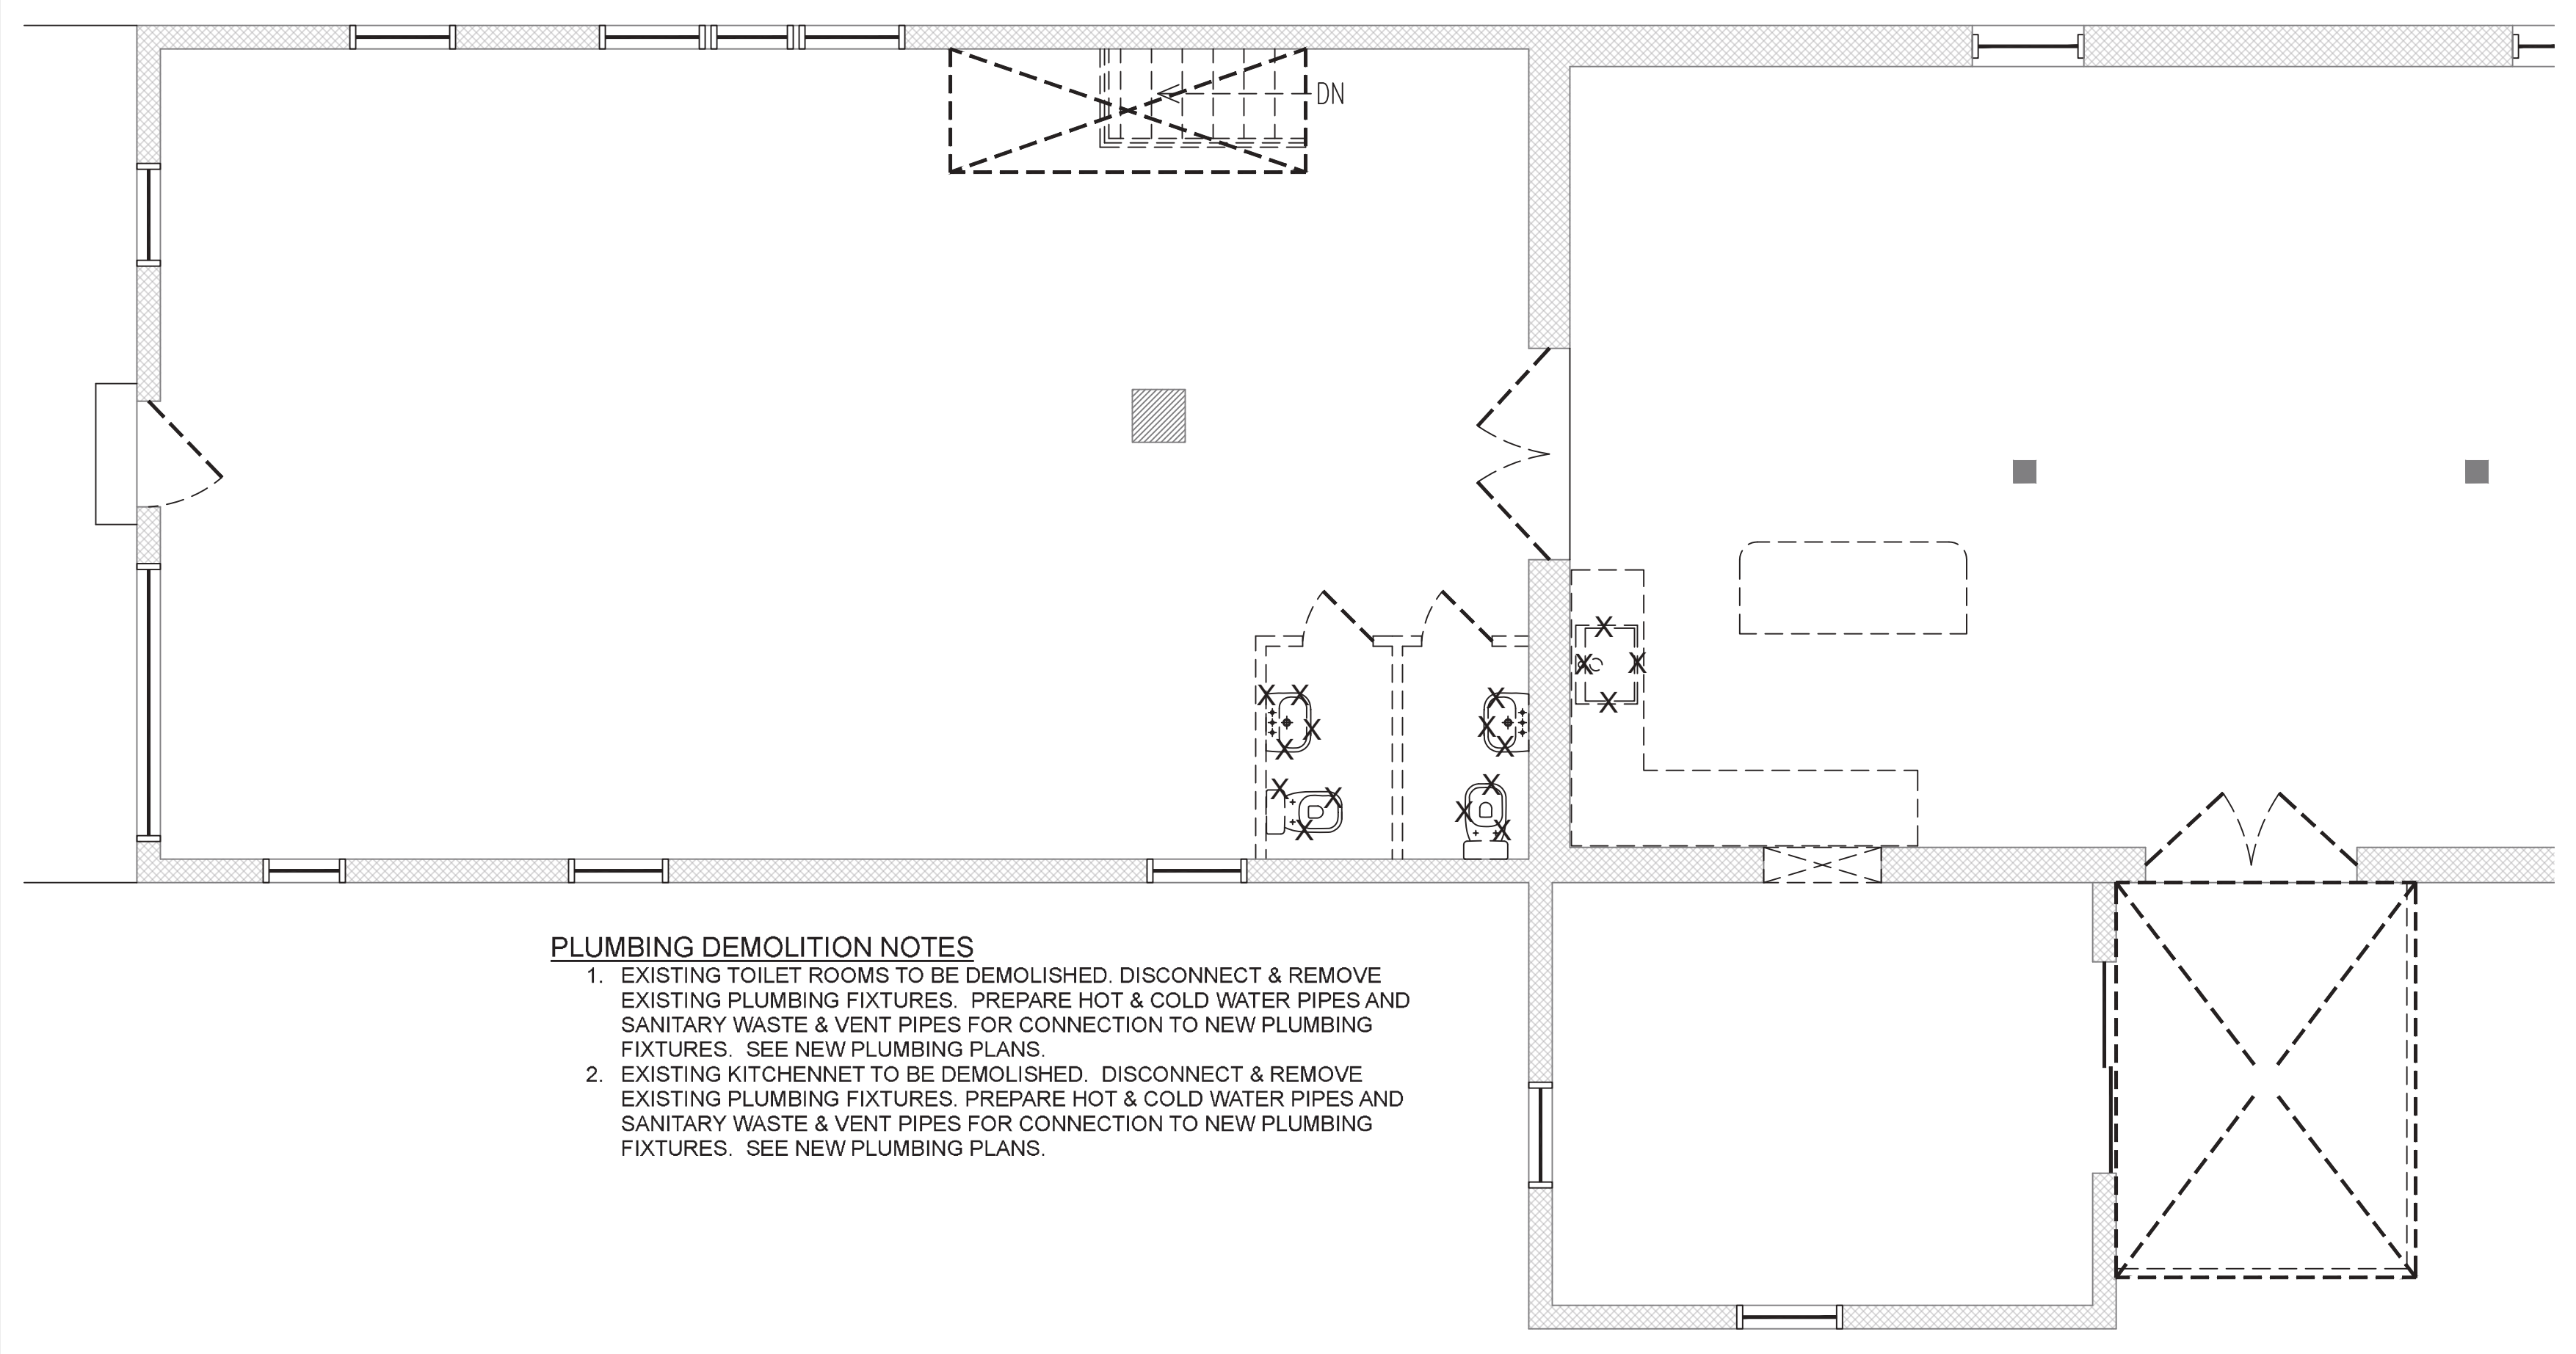 DN
PLUMBING DEMOLITION NOTES
1. EXISTING TOILET ROOMS TO BE DEMOLISHED. DISCONNECT & REMOVE
EXISTING PLUMBING FIXTURES. PREPARE HOT & COLD WATER PIPES AND
SANITARY WASTE & VENT PIPES FOR CONNECTION TO NEW PLUMBING
FIXTURES. SEE NEW PLUMBING PLANS.
2. EXISTING KITCHENNET TO BE DEMOLISHED. DISCONNECT & REMOVE
EXISTING PLUMBING FIXTURES. PREPARE HOT & COLD WATER PIPES AND
SANITARY WASTE & VENT PIPES FOR CONNECTION TO NEW PLUMBING
FIXTURES. SEE NEW PLUMBING PLANS.